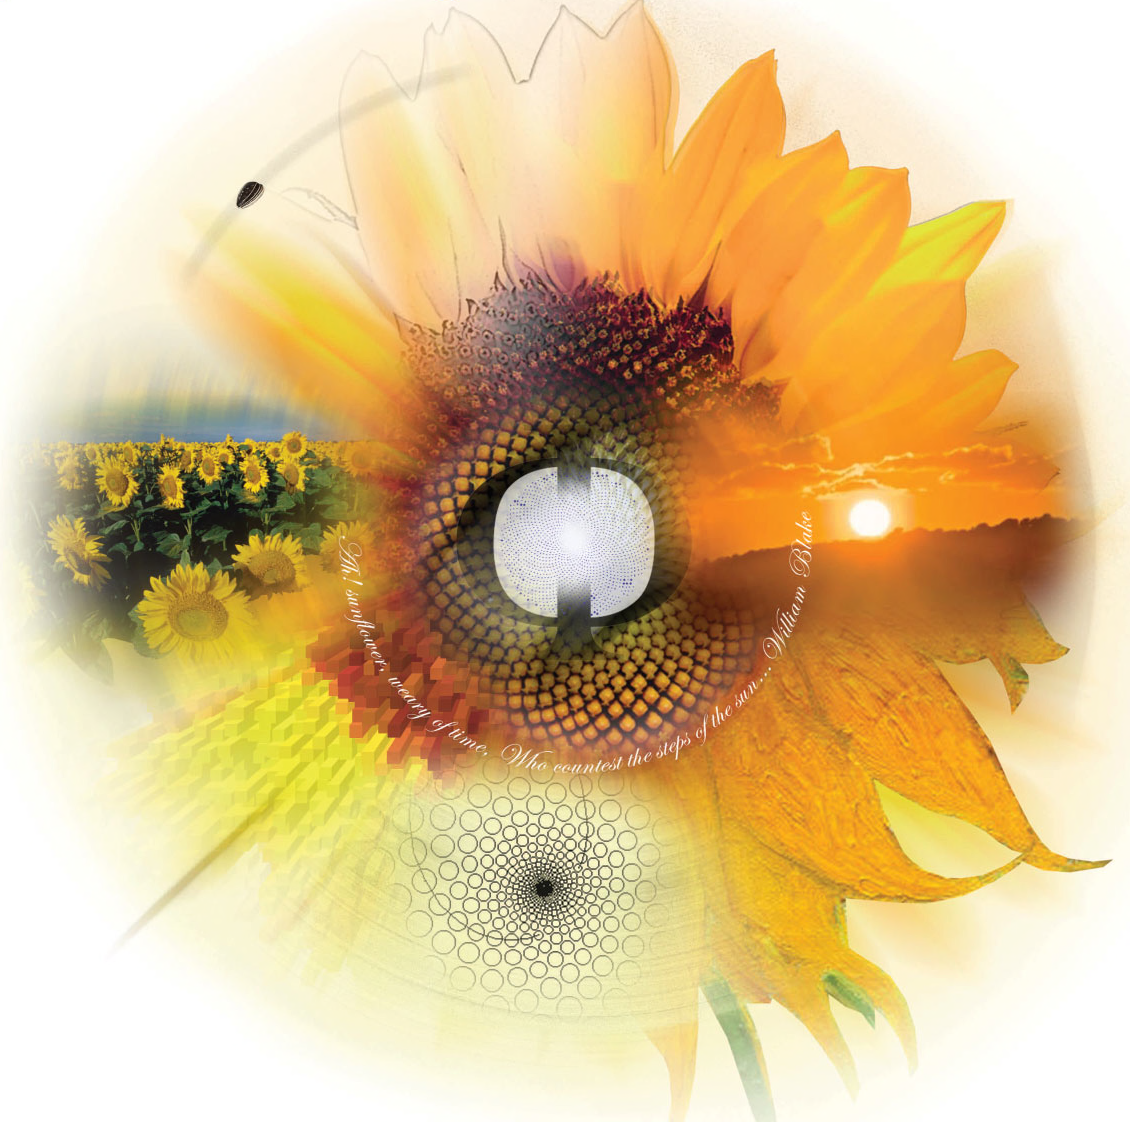 Ah! sunflower, weary of time, Who countest the steps of the sun... William Blake